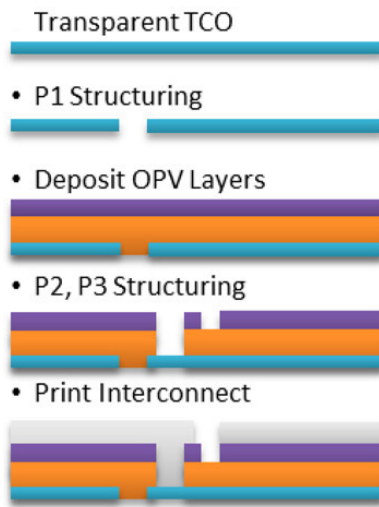 Transparent TCO
• P1 Structuring
• Deposit OPV Layers
• P2, P3 Structuring
• Print Interconnect